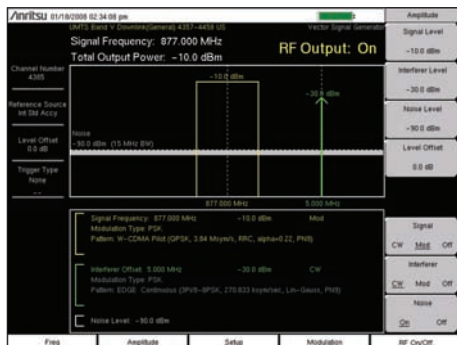 Anritsu 01/18/2008 02:34:08 pm
UMTS Band V Downlink(General) 4357-4458 US
Vector Signal Generator
Signal Frequency: 877.000 MHz
Total Output Power: -10.0 dBm
RF Output: On
Channel Number
4385
Reference Source
Int Std Accy
Level Offset
0.0 dB
Trigger Type
None
--
-10.0 dBm
-30.0 dBm
Noise
-90.0 dBm (15 MHz BW)
877.000 MHz
5.000 MHz
Signal Frequency: 877.000 MHz -10.0 dBm Mod
Modulation Type: PSK
Pattern: W-CDMA Pilot (QPSK, 3.84 Msym/s, RRC, alpha=0.22, PN9)
Interferer Offset: 5.000 MHz -30.0 dBm CW
Modulation Type: PSK
Pattern: EDGE Continuous (3PV8-8PSK, 270.833 ksym/sec, Lin-Gauss, PN9)
Noise Level: -90.0 dBm
Amplitude
Signal Level
-10.0 dBm
Interferer Level
-30.0 dBm
Noise Level
-90.0 dBm
Level Offset
0.0 dB
Signal
CW Mod Off
Interferer
CW Mod Off
Noise
On Off
Freq Amplitude Setup Modulation RF On/Off